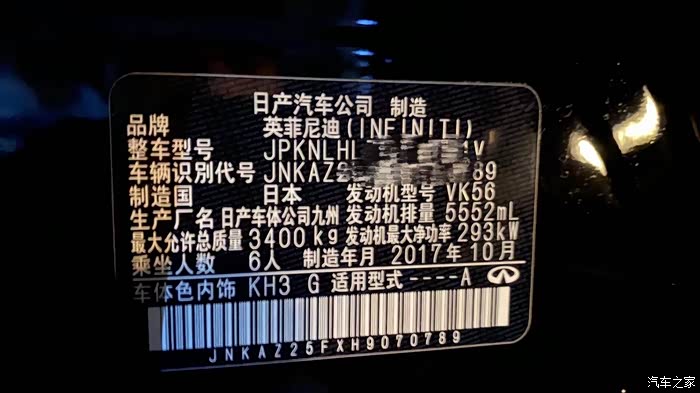 日产汽车公司 制造
品牌 英菲尼迪(INFINITI)
整车型号 JPKNLHL
车辆识别代号 JNKAZ 89
制造国 日本 发动机型号 VK56
生产厂名 日产车体公司九州 发动机排量 5552mL
最大允许总质量 3400kg 发动机最大净功率 293kW
乘坐人数 6人 制造年月 2017年10月
车体色内饰 KH3 G 适用型式 ----A
JNKAZ25FXH9070789
汽车之家